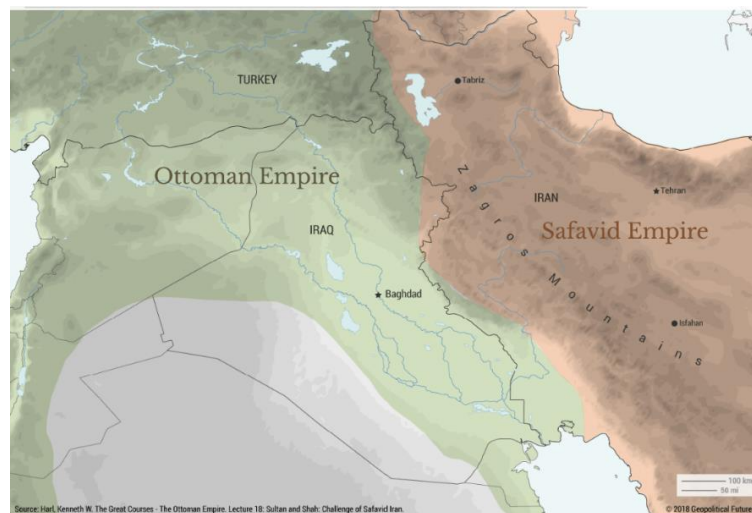 TURKEY
Tabriz
Ottoman Empire
Zagros Mountains
IRAN
Tehran
Safavid Empire
IRAQ
Baghdad
Isfahan
100 km
50 mi
Source: Harl, Kenneth W. The Great Courses - The Ottoman Empire. Lecture 18: Sultan and Shah: Challenge of Safavid Iran.
© 2018 Geopolitical Future